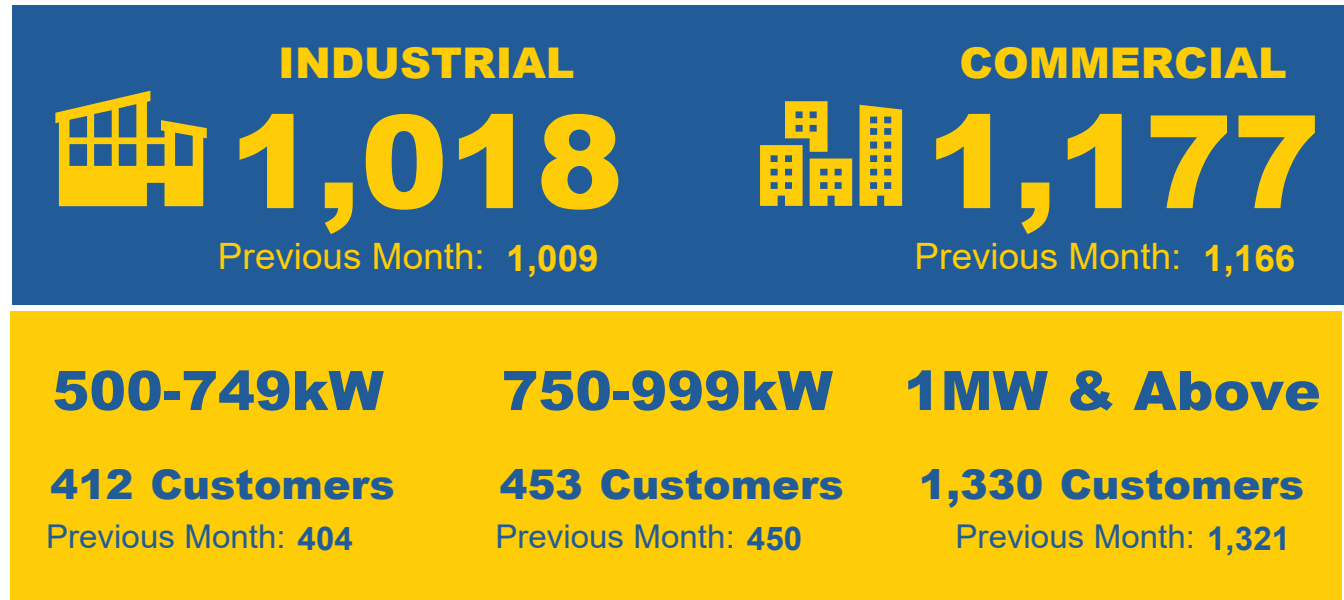 INDUSTRIAL
1,018
Previous Month: 1,009
COMMERCIAL
1,177
Previous Month: 1,166
500-749kW
412 Customers
Previous Month: 404
750-999kW
453 Customers
Previous Month: 450
1MW & Above
1,330 Customers
Previous Month: 1,321